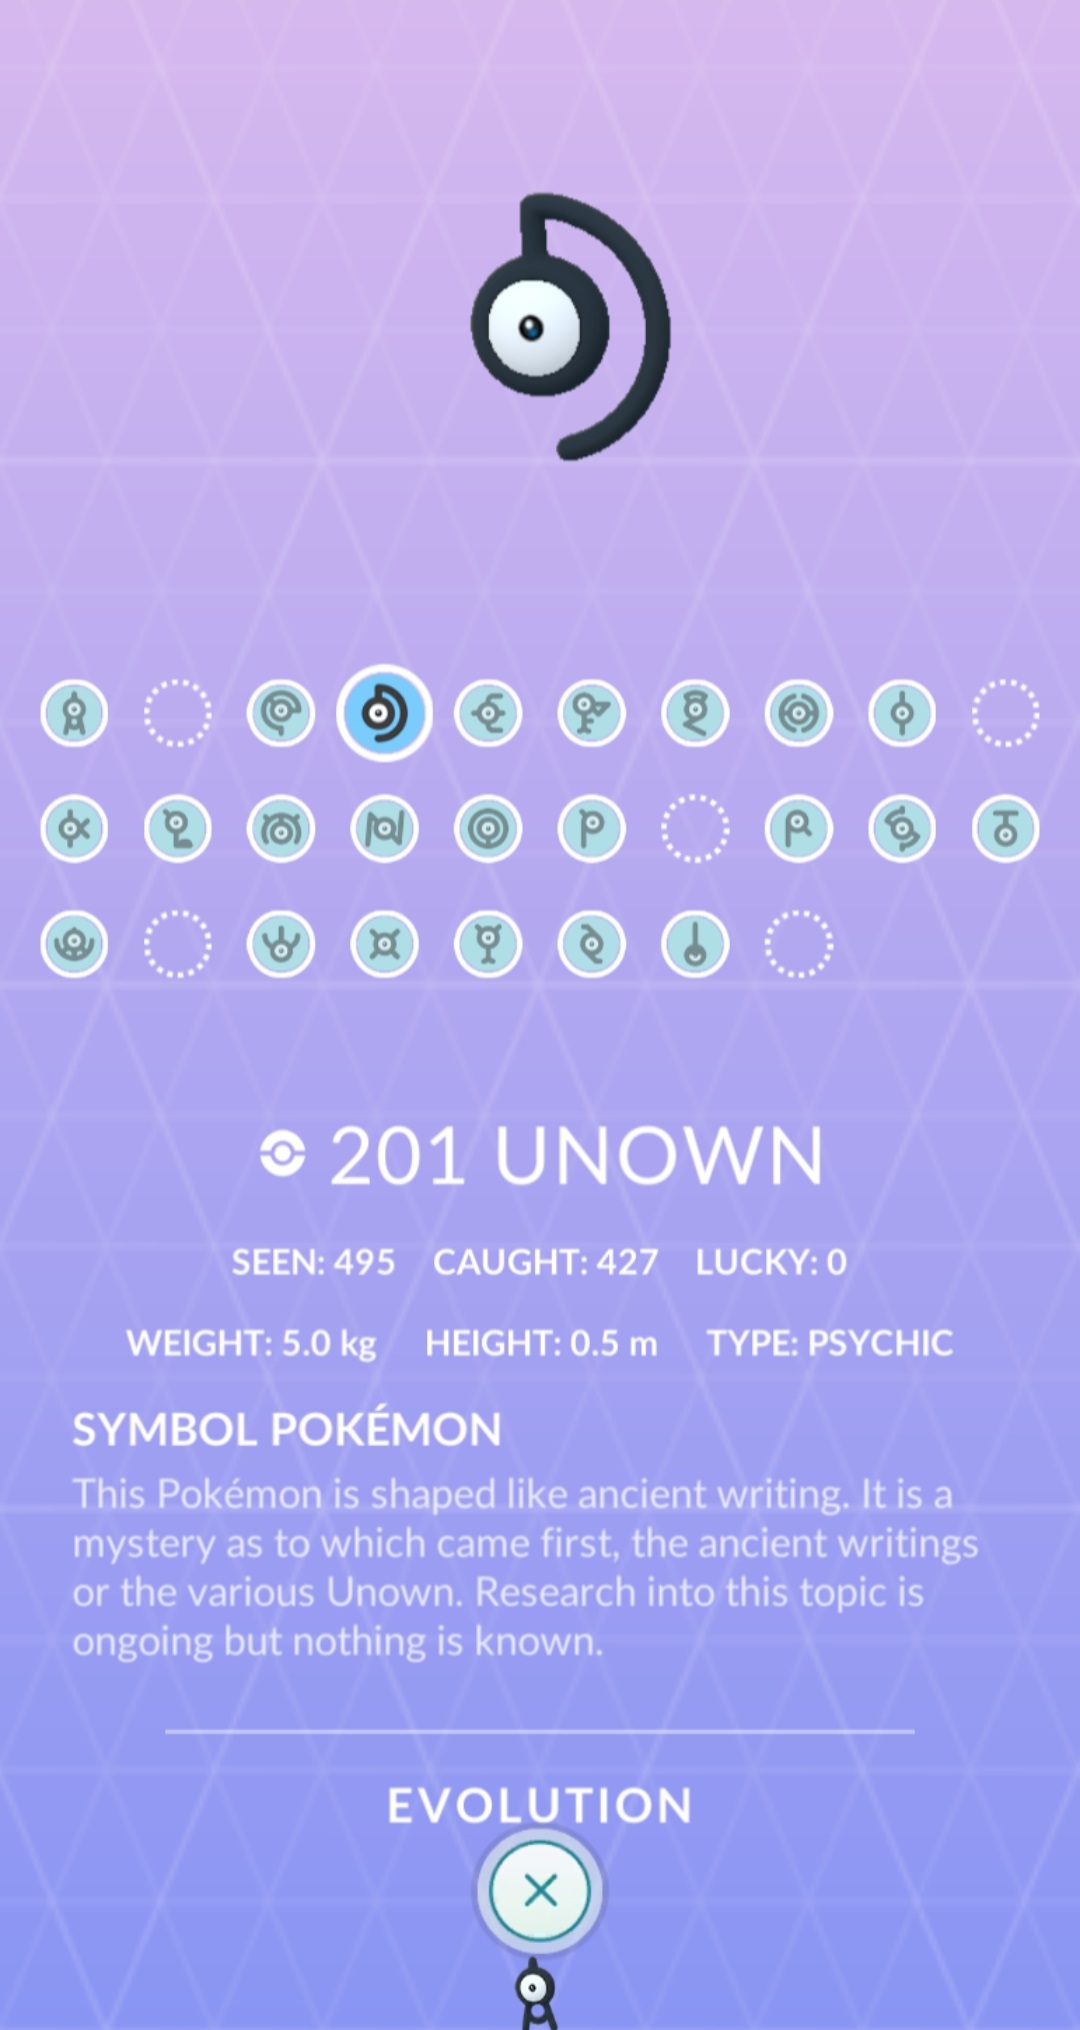 201 UNOWN
SEEN: 495 CAUGHT: 427 LUCKY: 0
WEIGHT: 5.0 kg HEIGHT: 0.5 m TYPE: PSYCHIC
SYMBOL POKÉMON
This Pokémon is shaped like ancient writing. It is a
mystery as to which came first, the ancient writings
or the various Unown. Research into this topic is
ongoing but nothing is known.
EVOLUTION